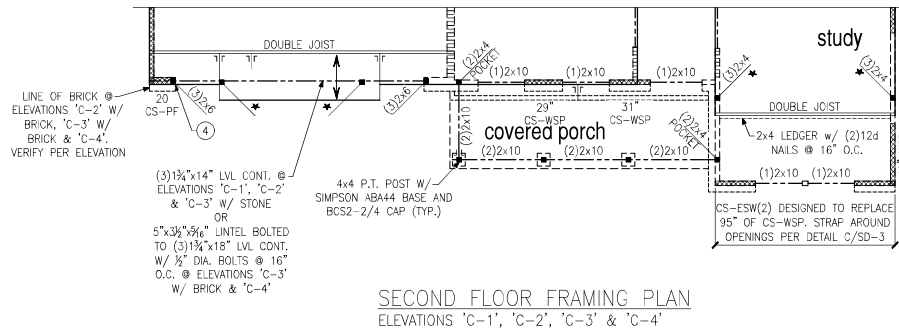 DOUBLE JOIST
LINE OF BRICK @
ELEVATIONS 'C-2' W/
BRICK, 'C-3' W/
BRICK & 'C-4'.
VERIFY PER ELEVATION
20
CS-PF
(3)2x6
4
(3)2x6
(3)1¾"x14" LVL CONT. @
ELEVATIONS 'C-1', 'C-2'
& 'C-3' W/ STONE
OR
5"x3½"x5/16" LINTEL BOLTED
TO (3)1¾"x18" LVL CONT.
W/ ½" DIA. BOLTS @ 16"
O.C. @ ELEVATIONS 'C-3'
W/ BRICK & 'C-4'
(2)2x4
POCKET
(1)2x10
(1)2x10
(1)2x10
29"
CS-WSP
31"
CS-WSP
covered porch
(2)2x10
(2)2x10
(2)2x10
(2)2x10
(2)2x4
POCKET
4x4 P.T. POST W/
SIMPSON ABA44 BASE AND
BCS2-2/4 CAP (TYP.)
study
(3)2x4
(3)2x4
DOUBLE JOIST
2x4 LEDGER w/ (2)12d
NAILS @ 16" O.C.
(1)2x10
(1)2x10
CS-ESW(2) DESIGNED TO REPLACE
95" OF CS-WSP. STRAP AROUND
OPENINGS PER DETAIL C/SD-3
SECOND FLOOR FRAMING PLAN
ELEVATIONS 'C-1', 'C-2', 'C-3' & 'C-4'